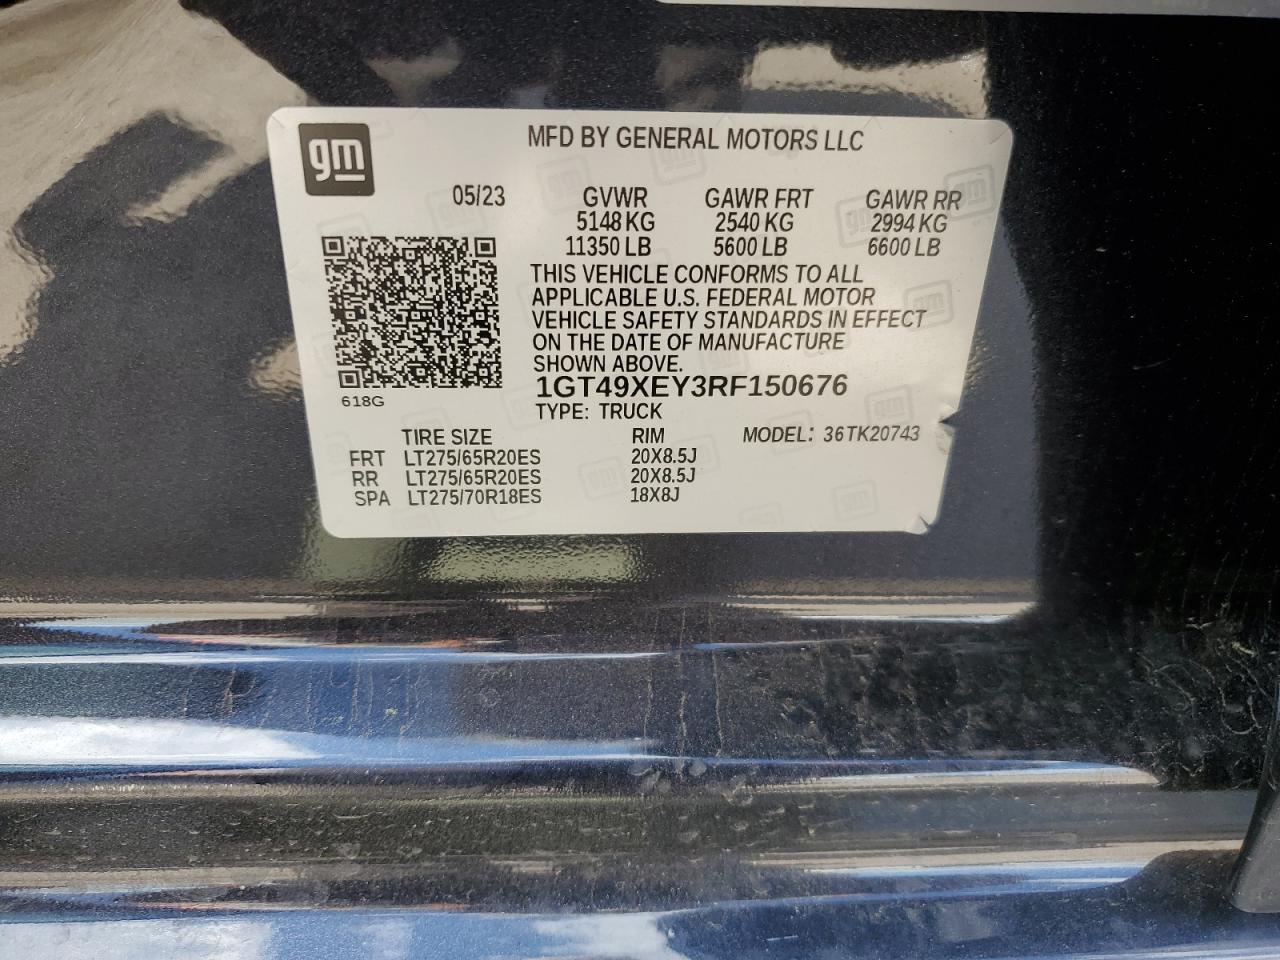 gm
MFD BY GENERAL MOTORS LLC
05/23 GVWR GAWR FRT GAWR RR
5148 KG 2540 KG 2994 KG
11350 LB 5600 LB 6600 LB
THIS VEHICLE CONFORMS TO ALL
APPLICABLE U.S. FEDERAL MOTOR
VEHICLE SAFETY STANDARDS IN EFFECT
ON THE DATE OF MANUFACTURE
SHOWN ABOVE.
1GT49XEY3RF150676
618G
TYPE: TRUCK
TIRE SIZE RIM MODEL: 36TK20743
FRT LT275/65R20ES 20X8.5J
RR LT275/65R20ES 20X8.5J
SPA LT275/70R18ES 18X8J